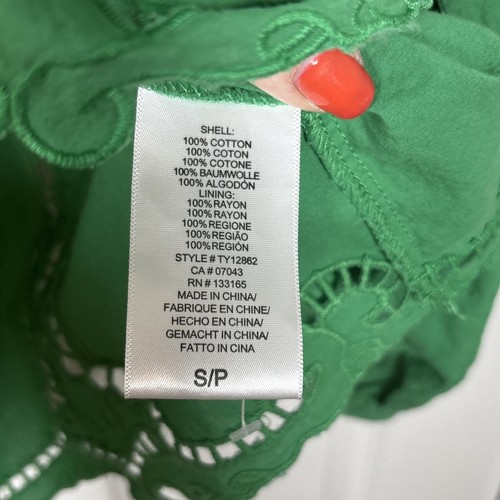 SHELL:
100% COTTON
100% COTON
100% COTONE
100% BAUMWOLLE
100% ALGODÓN
LINING:
100% RAYON
100% RAYON
100% REGIONE
100% REGIÃO
100% REGIÓN
STYLE # TY12862
CA # 07043
RN # 133165
MADE IN CHINA/
FABRIQUE EN CHINE/
HECHO EN CHINA/
GEMACHT IN CHINA/
FATTO IN CINA
S/P